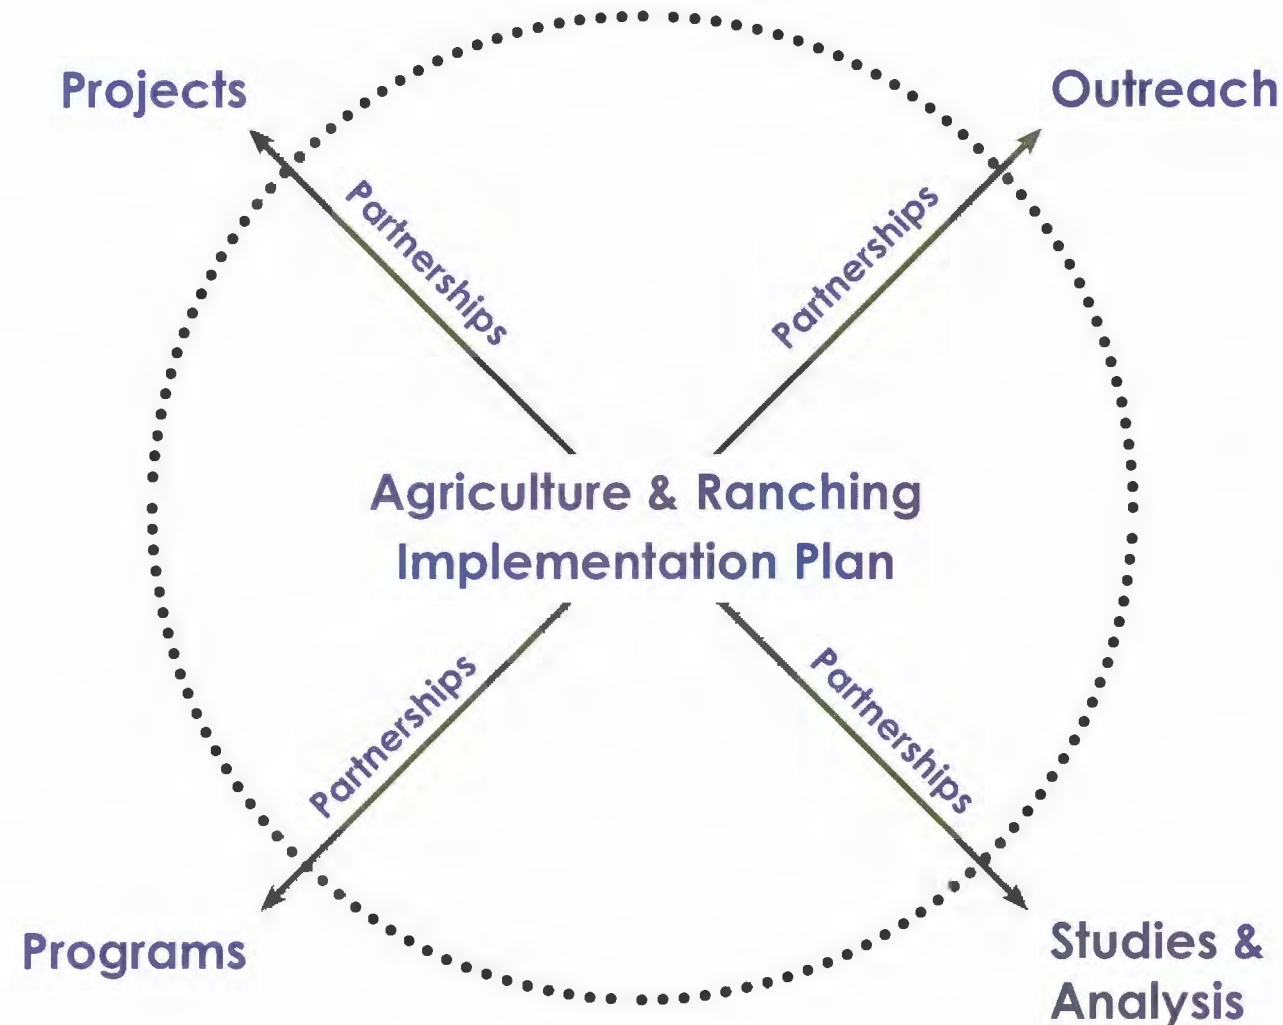 Projects
Outreach
Partnerships
Partnerships
Agriculture & Ranching
Implementation Plan
Partnerships
Partnerships
Programs
Studies &
Analysis